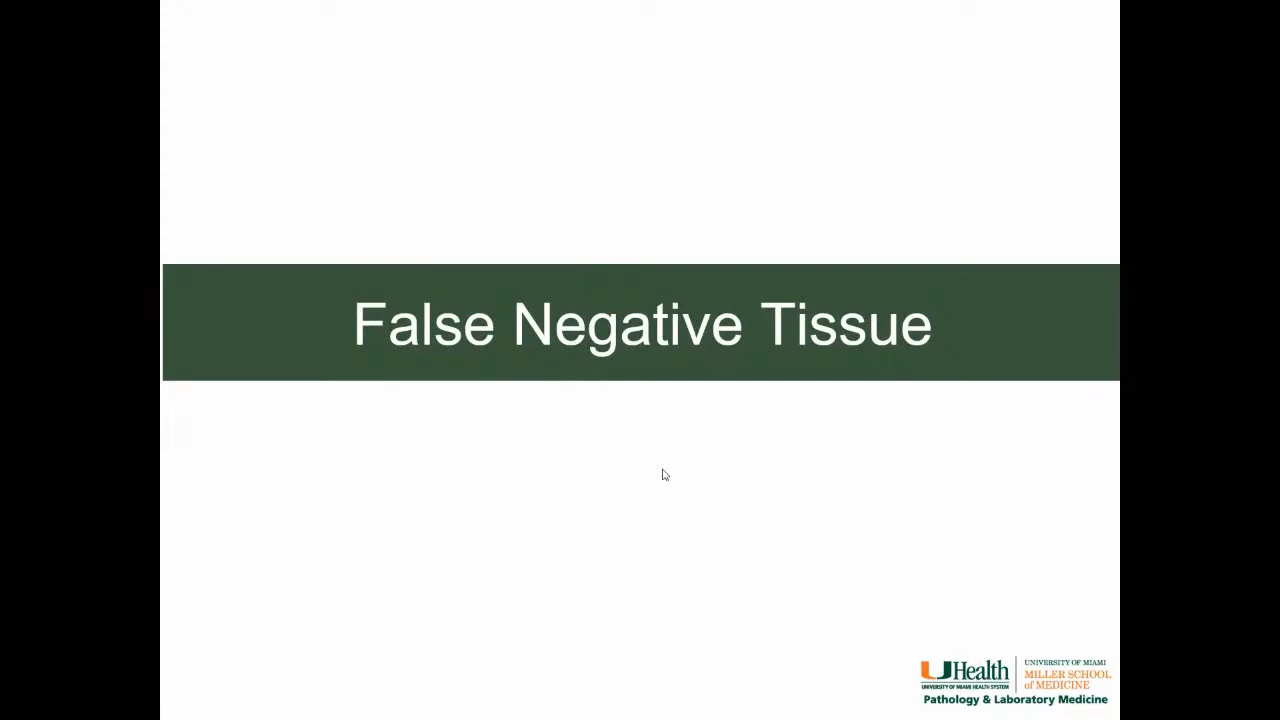 False Negative Tissue
UHealth
UNIVERSITY OF MIAMI HEALTH SYSTEM
UNIVERSITY OF MIAMI
MILLER SCHOOL
of MEDICINE
Pathology & Laboratory Medicine